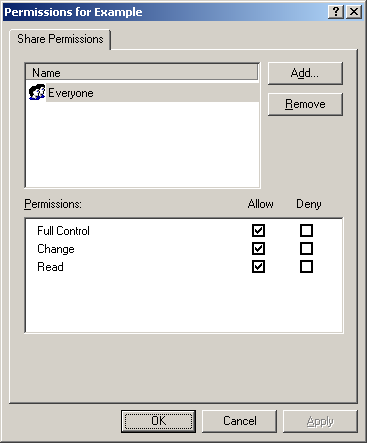 Permissions for Example
Share Permissions
Name
Add...
Everyone
Remove
Permissions: Allow Deny
Full Control
Change
Read
OK Cancel Apply